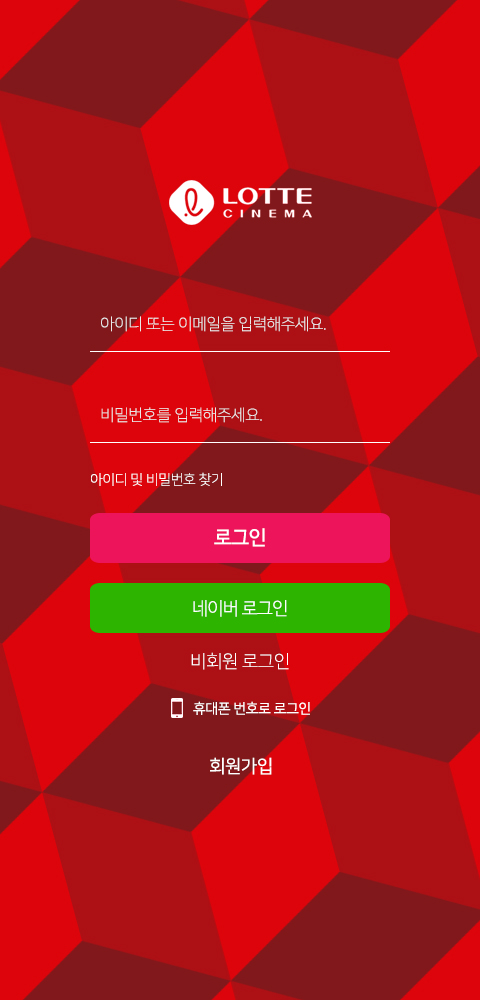 LOTTE
CINEMA
아이디 또는 이메일을 입력해주세요.
비밀번호를 입력해주세요.
아이디 및 비밀번호 찾기
로그인
네이버 로그인
비회원 로그인
휴대폰 번호로 로그인
회원가입